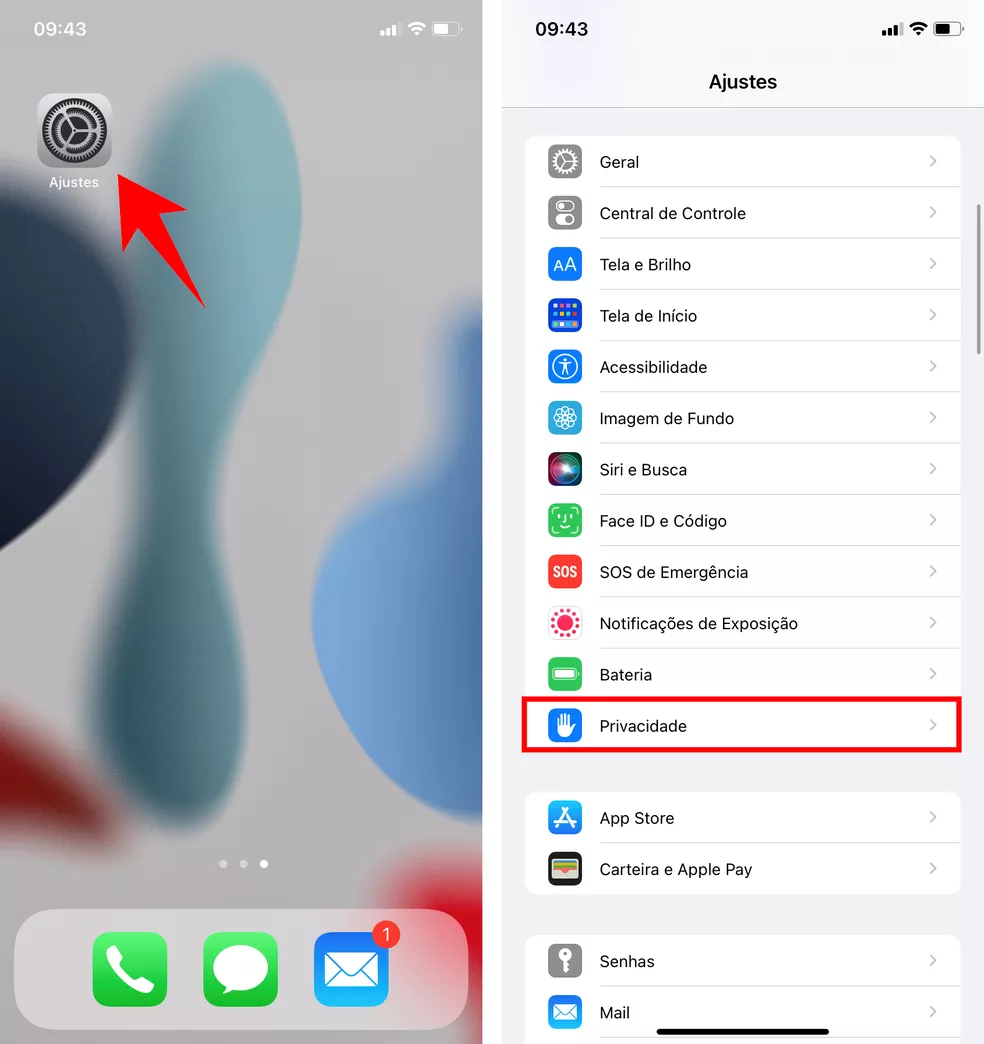 09:43
Ajustes
1
09:43
Ajustes
Geral
Central de Controle
AA
Tela e Brilho
Tela de Início
Acessibilidade
Imagem de Fundo
Siri e Busca
Face ID e Código
SOS
SOS de Emergência
Notificações de Exposição
Bateria
Privacidade
App Store
Carteira e Apple Pay
Senhas
Mail